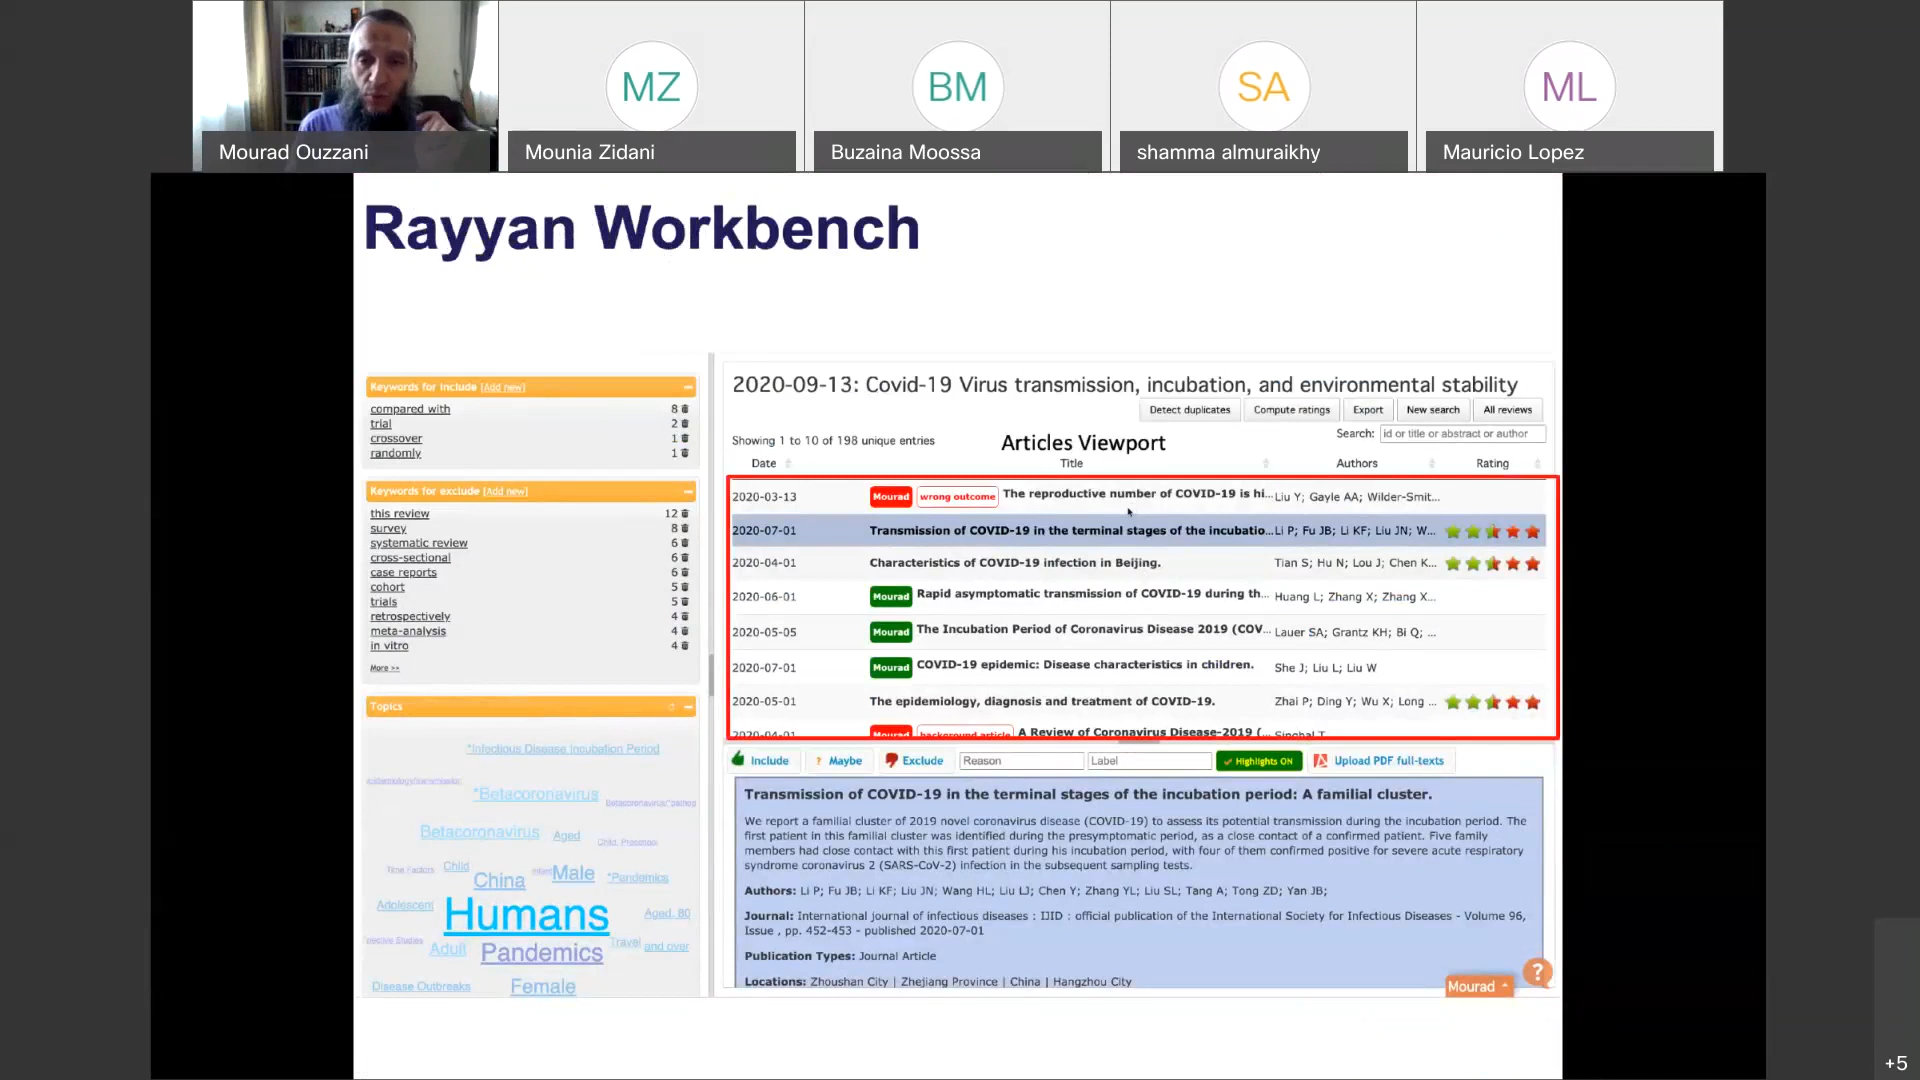 MZ
BM
SA
ML
Mourad Ouzzani
Mounia Zidani
Buzaina Moossa
shamma almuraikhy
Mauricio Lopez
Rayyan Workbench
Keywords for include [Add new]
compared with 8
trial 2
crossover 1
randomly 1
Keywords for exclude [Add new]
this review 12
survey 8
systematic review 6
cross-sectional 6
case reports 6
cohort 5
trials 5
retrospectively 4
meta-analysis 4
in vitro 4
More >>
Topics
*Infectious Disease Incubation Period
*Betacoronavirus
Betacoronavirus/*pathog
Betacoronavirus Aged Child, Preschool
Time Factors Child China Infant Male *Pandemics
Adolescent Humans Aged, 80
Adult Pandemics Travel and over
Disease Outbreaks Female
2020-09-13: Covid-19 Virus transmission, incubation, and environmental stability
Detect duplicates Compute ratings Export New search All reviews
Showing 1 to 10 of 198 unique entries
Articles Viewport
Search: id or title or abstract or author
Date Title Authors Rating
2020-03-13 Mourad wrong outcome The reproductive number of COVID-19 is hi... Liu Y; Gayle AA; Wilder-Smit...
2020-07-01 Transmission of COVID-19 in the terminal stages of the incubatio... Li P; Fu JB; Li KF; Liu JN; W...
2020-04-01 Characteristics of COVID-19 infection in Beijing. Tian S; Hu N; Lou J; Chen K...
2020-06-01 Mourad Rapid asymptomatic transmission of COVID-19 during th... Huang L; Zhang X; Zhang X...
2020-05-05 Mourad The Incubation Period of Coronavirus Disease 2019 (COV... Lauer SA; Grantz KH; Bi Q; ...
2020-07-01 Mourad COVID-19 epidemic: Disease characteristics in children. She J; Liu L; Liu W
2020-05-01 The epidemiology, diagnosis and treatment of COVID-19. Zhai P; Ding Y; Wu X; Long ...
2020-04-01 Mourad background article A Review of Coronavirus Disease-2019 (... Singhal T
Include ? Maybe Exclude Reason Label Highlights ON Upload PDF full-texts
Transmission of COVID-19 in the terminal stages of the incubation period: A familial cluster.
We report a familial cluster of 2019 novel coronavirus disease (COVID-19) to assess its potential transmission during the incubation period. The
first patient in this familial cluster was identified during the presymptomatic period, as a close contact of a confirmed patient. Five family
members had close contact with this first patient during his incubation period, with four of them confirmed positive for severe acute respiratory
syndrome coronavirus 2 (SARS-CoV-2) infection in the subsequent sampling tests.
Authors: Li P; Fu JB; Li KF; Liu JN; Wang HL; Liu LJ; Chen Y; Zhang YL; Liu SL; Tang A; Tong ZD; Yan JB;
Journal: International journal of infectious diseases : IJID : official publication of the International Society for Infectious Diseases - Volume 96,
Issue , pp. 452-453 - published 2020-07-01
Publication Types: Journal Article
Locations: Zhoushan City | Zhejiang Province | China | Hangzhou City
Mourad
?
+5